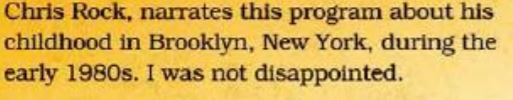 Chris Rock, narrates this program about his
childhood in Brooklyn, New York, during the
early 1980s. I was not disappointed.